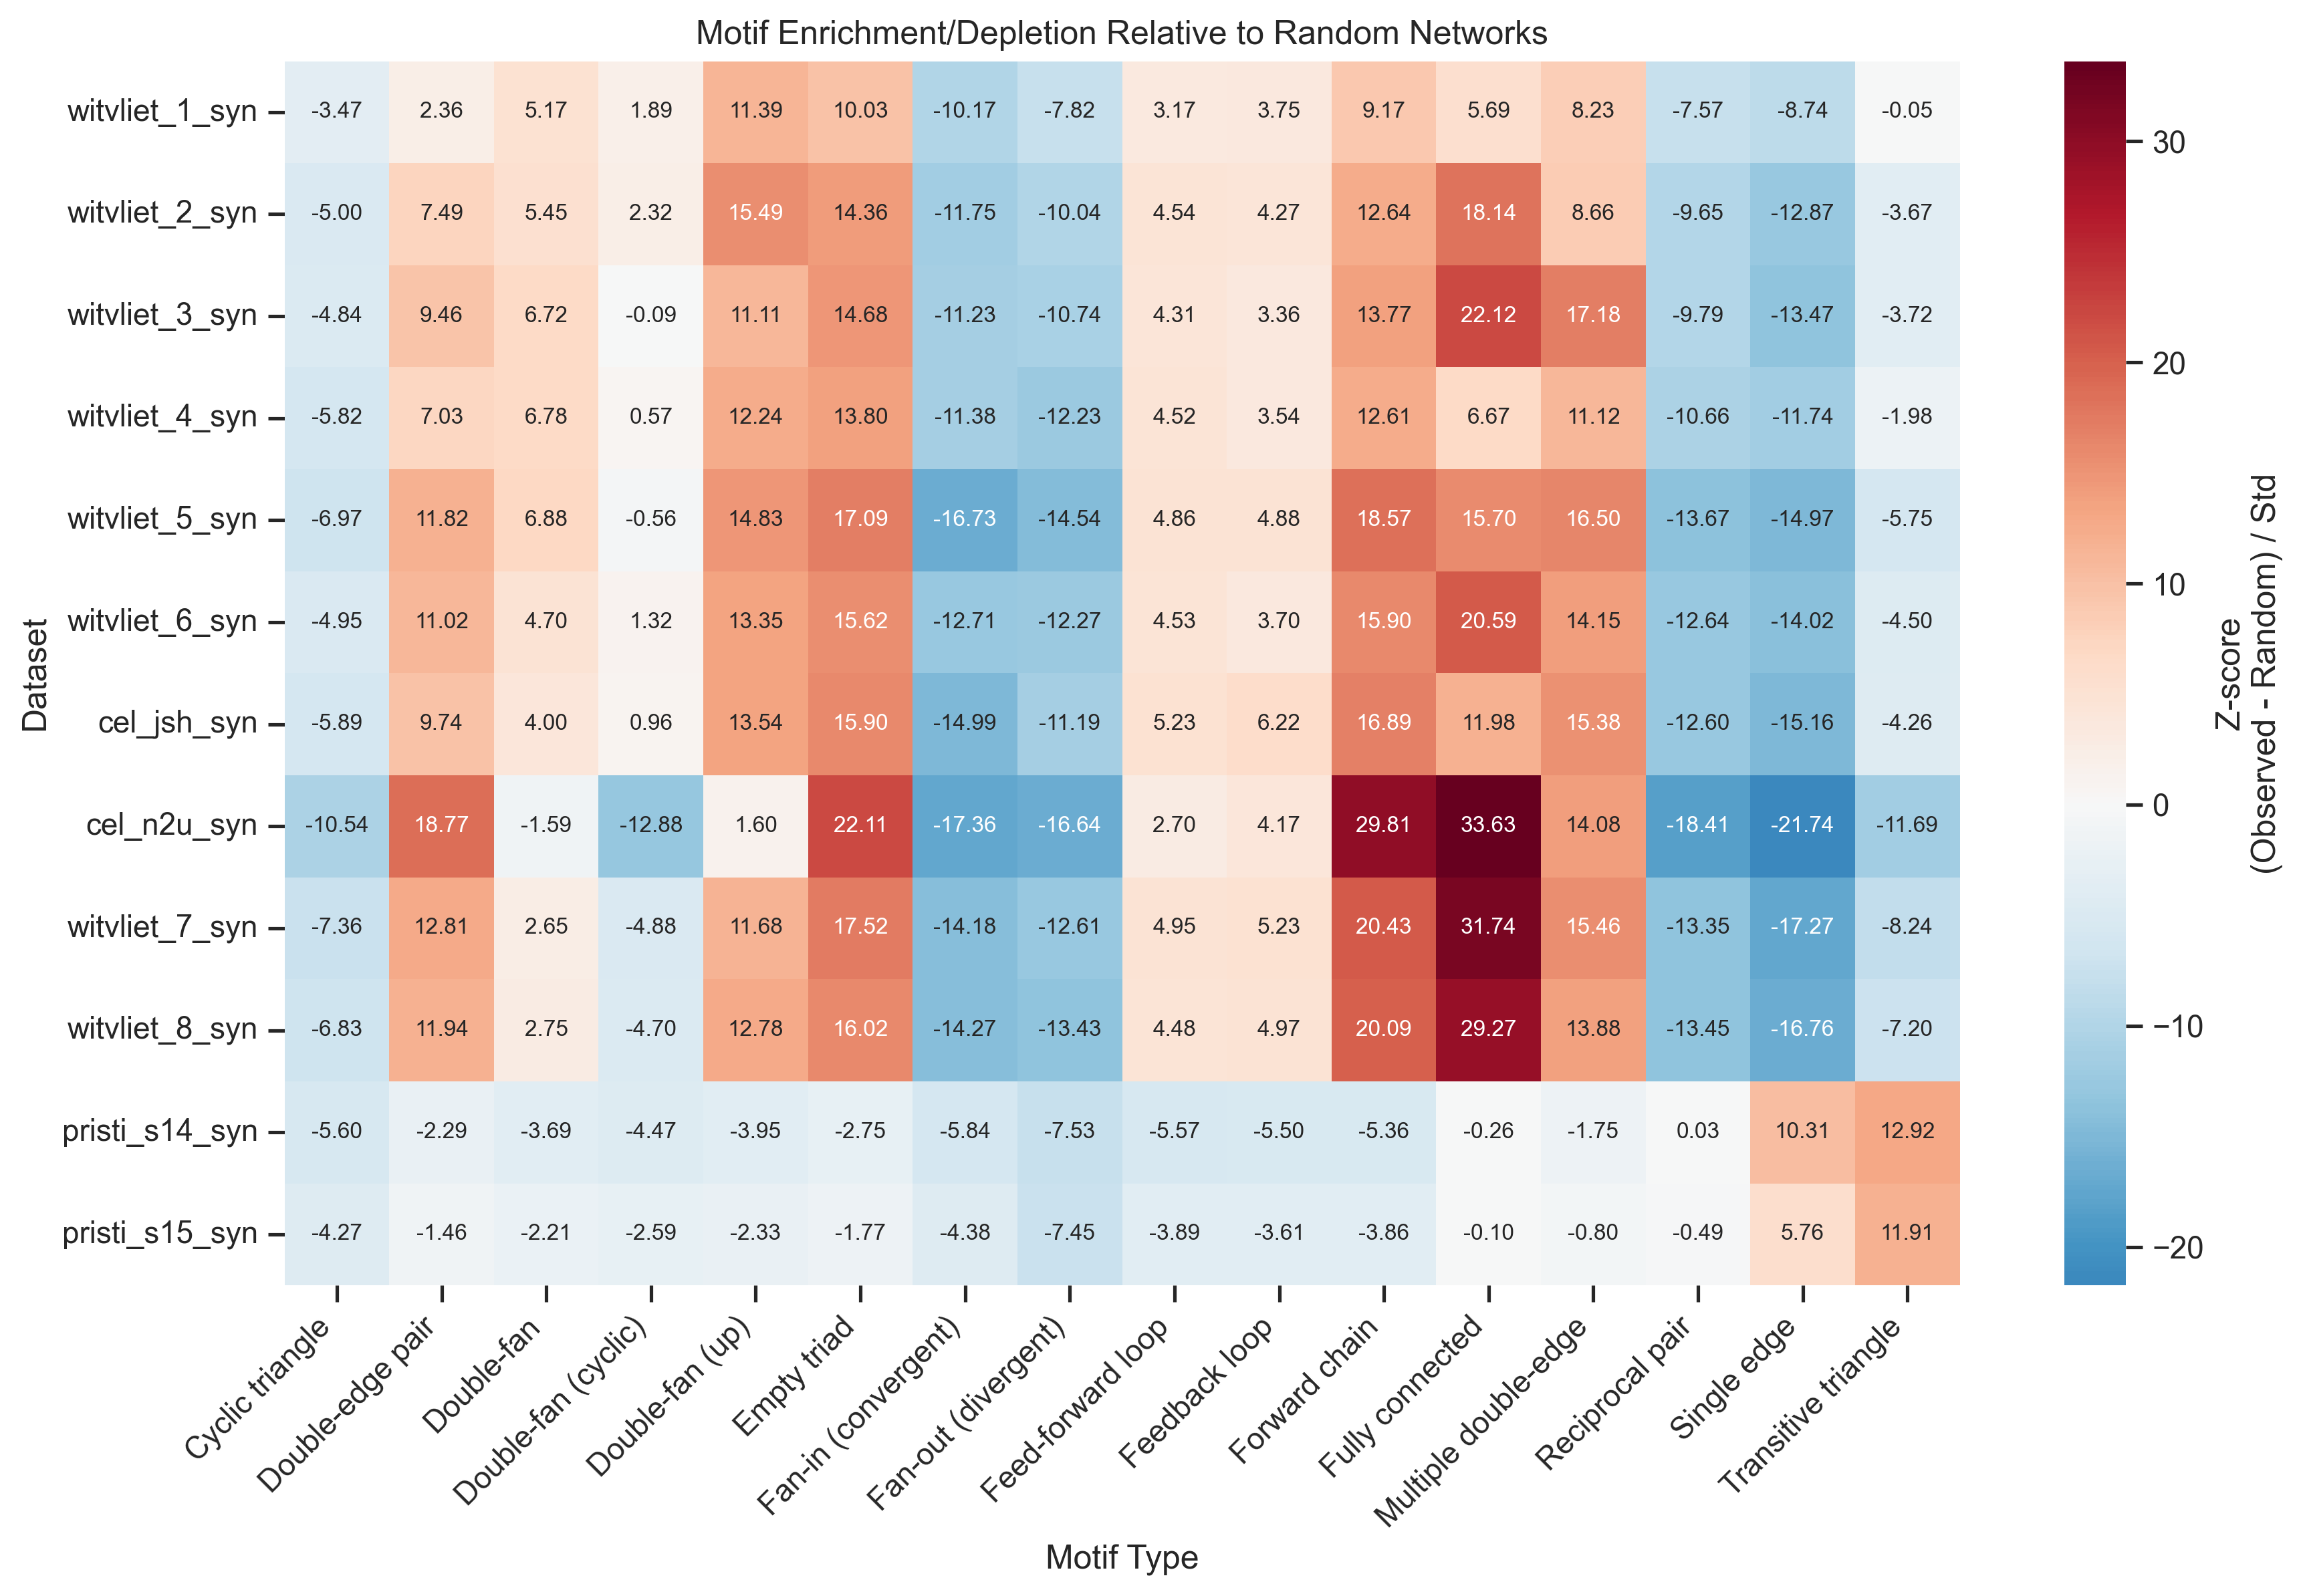 Motif Enrichment/Depletion Relative to Random Networks
witvliet_1_syn -3.47 2.36 5.17 1.89 11.39 10.03 -10.17 -7.82 3.17 3.75 9.17 5.69 8.23 -7.57 -8.74 -0.05
witvliet_2_syn -5.00 7.49 5.45 2.32 15.49 14.36 -11.75 -10.04 4.54 4.27 12.64 18.14 8.66 -9.65 -12.87 -3.67
witvliet_3_syn -4.84 9.46 6.72 -0.09 11.11 14.68 -11.23 -10.74 4.31 3.36 13.77 22.12 17.18 -9.79 -13.47 -3.72
witvliet_4_syn -5.82 7.03 6.78 0.57 12.24 13.80 -11.38 -12.23 4.52 3.54 12.61 6.67 11.12 -10.66 -11.74 -1.98
witvliet_5_syn -6.97 11.82 6.88 -0.56 14.83 17.09 -16.73 -14.54 4.86 4.88 18.57 15.70 16.50 -13.67 -14.97 -5.75
witvliet_6_syn -4.95 11.02 4.70 1.32 13.35 15.62 -12.71 -12.27 4.53 3.70 15.90 20.59 14.15 -12.64 -14.02 -4.50
cel_jsh_syn -5.89 9.74 4.00 0.96 13.54 15.90 -14.99 -11.19 5.23 6.22 16.89 11.98 15.38 -12.60 -15.16 -4.26
cel_n2u_syn -10.54 18.77 -1.59 -12.88 1.60 22.11 -17.36 -16.64 2.70 4.17 29.81 33.63 14.08 -18.41 -21.74 -11.69
witvliet_7_syn -7.36 12.81 2.65 -4.88 11.68 17.52 -14.18 -12.61 4.95 5.23 20.43 31.74 15.46 -13.35 -17.27 -8.24
witvliet_8_syn -6.83 11.94 2.75 -4.70 12.78 16.02 -14.27 -13.43 4.48 4.97 20.09 29.27 13.88 -13.45 -16.76 -7.20
pristi_s14_syn -5.60 -2.29 -3.69 -4.47 -3.95 -2.75 -5.84 -7.53 -5.57 -5.50 -5.36 -0.26 -1.75 0.03 10.31 12.92
pristi_s15_syn -4.27 -1.46 -2.21 -2.59 -2.33 -1.77 -4.38 -7.45 -3.89 -3.61 -3.86 -0.10 -0.80 -0.49 5.76 11.91
Dataset
Cyclic triangle
Double-edge pair
Double-fan
Double-fan (cyclic)
Double-fan (up)
Empty triad
Fan-in (convergent)
Fan-out (divergent)
Feed-forward loop
Feedback loop
Forward chain
Fully connected
Multiple double-edge
Reciprocal pair
Single edge
Transitive triangle
Motif Type
30
20
10
0
−10
−20
Z-score
(Observed - Random) / Std